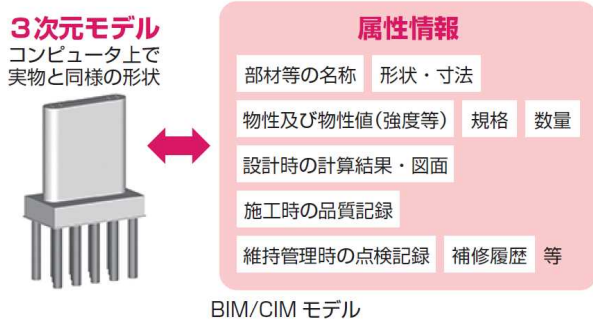 ３次元モデル
コンピュータ上で
実物と同様の形状
属性情報
部材等の名称 形状・寸法
物性及び物性値（強度等） 規格 数量
設計時の計算結果・図面
施工時の品質記録
維持管理時の点検記録 補修履歴 等
BIM/CIM モデル